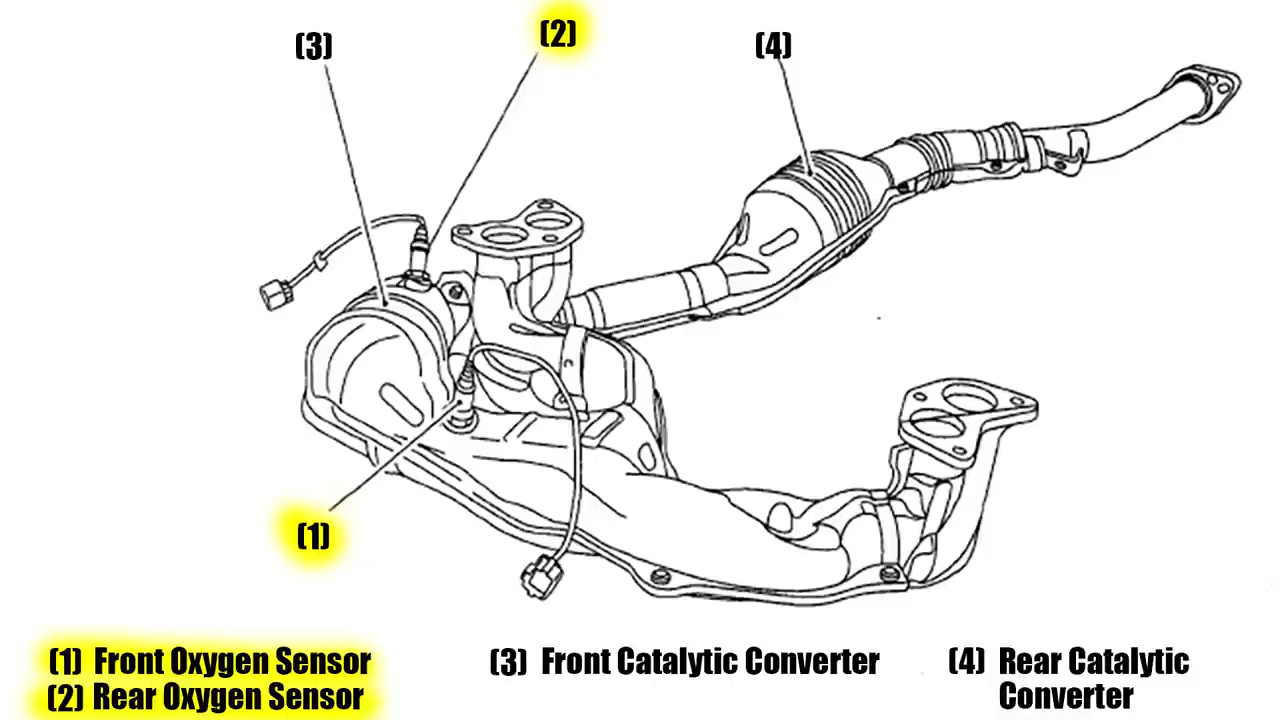 (3)
(2)
(4)
(1)
(1) Front Oxygen Sensor
(2) Rear Oxygen Sensor
(3) Front Catalytic Converter
(4) Rear Catalytic
Converter